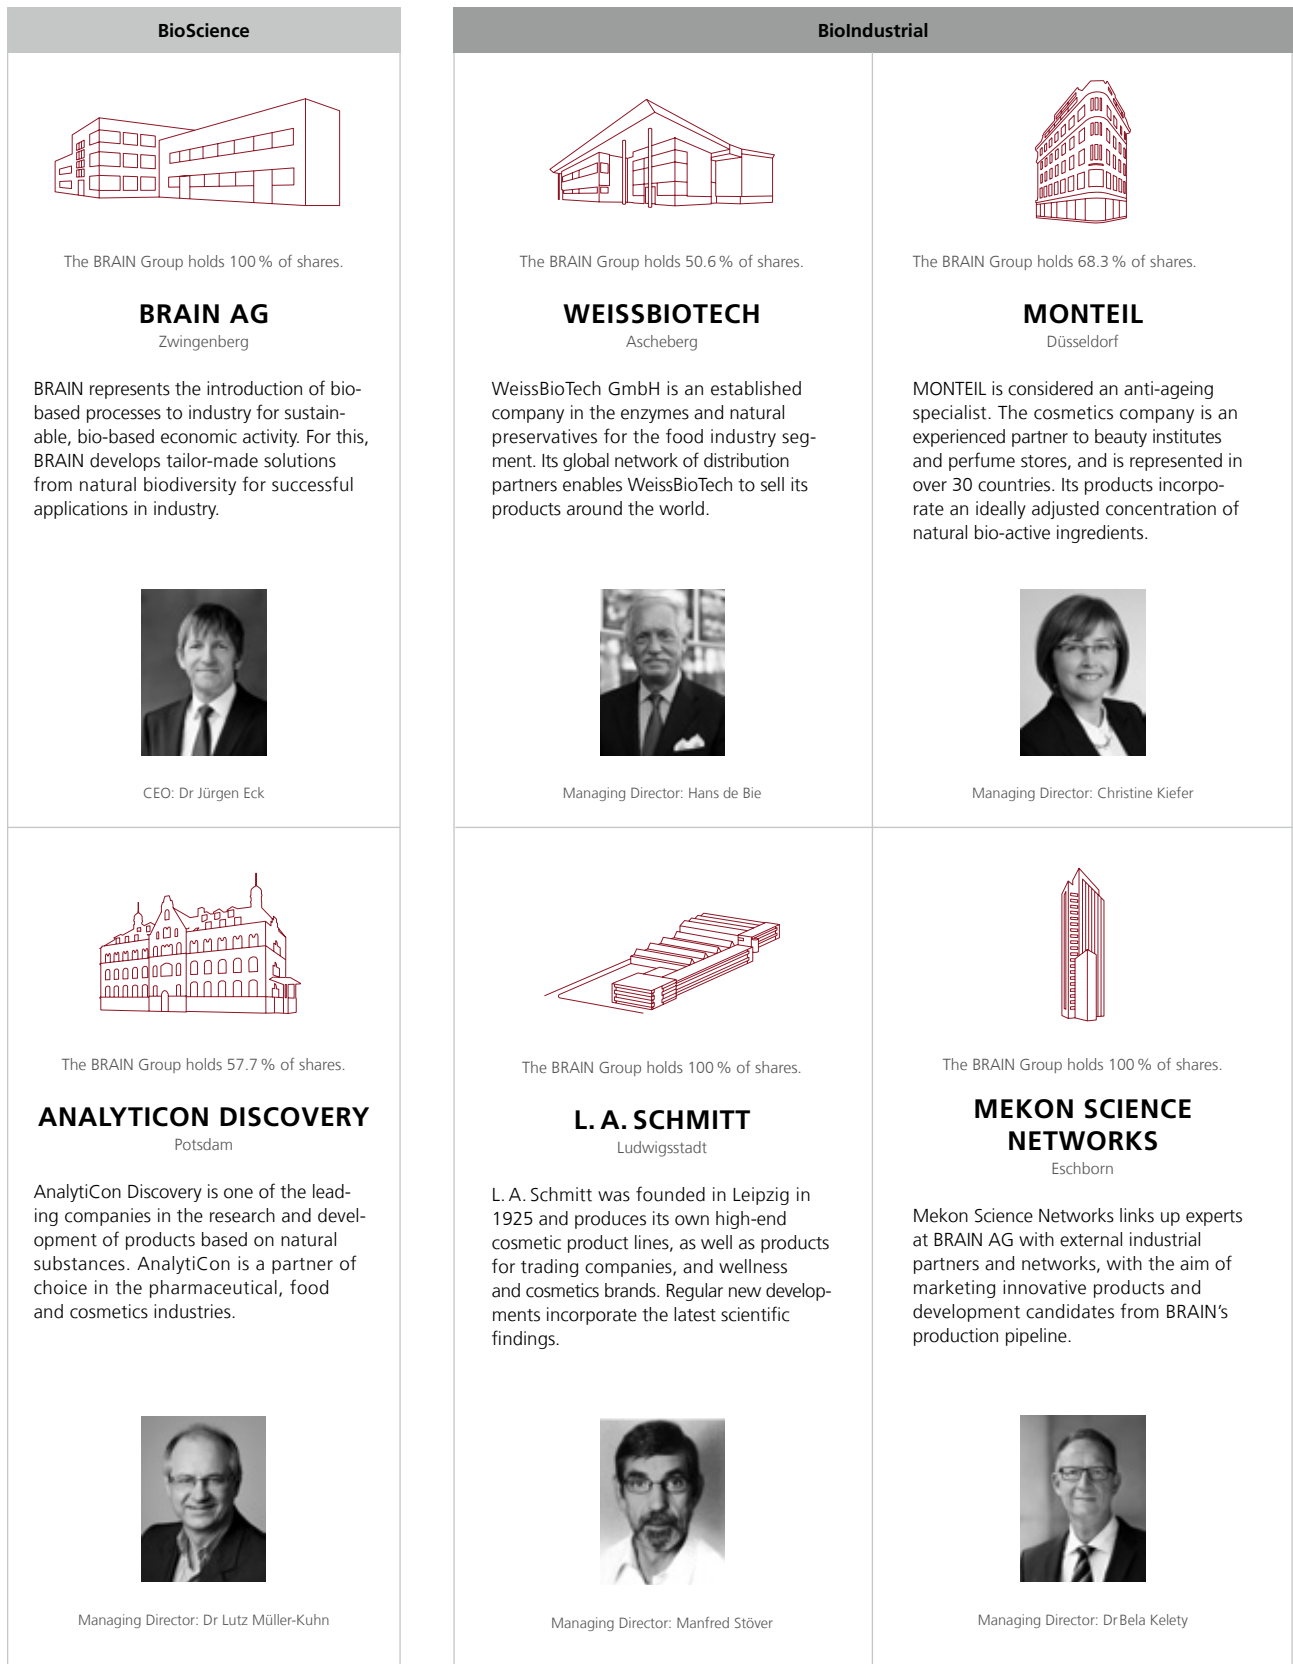 BioScience
BioIndustrial
The BRAIN Group holds 100 % of shares.
BRAIN AG
Zwingenberg
BRAIN represents the introduction of bio-
based processes to industry for sustain-
able, bio-based economic activity. For this,
BRAIN develops tailor-made solutions
from natural biodiversity for successful
applications in industry.
CEO: Dr Jürgen Eck
The BRAIN Group holds 50.6 % of shares.
WEISSBIOTECH
Ascheberg
WeissBioTech GmbH is an established
company in the enzymes and natural
preservatives for the food industry seg-
ment. Its global network of distribution
partners enables WeissBioTech to sell its
products around the world.
Managing Director: Hans de Bie
The BRAIN Group holds 68.3 % of shares.
MONTEIL
Düsseldorf
MONTEIL is considered an anti-ageing
specialist. The cosmetics company is an
experienced partner to beauty institutes
and perfume stores, and is represented in
over 30 countries. Its products incorpo-
rate an ideally adjusted concentration of
natural bio-active ingredients.
Managing Director: Christine Kiefer
The BRAIN Group holds 57.7 % of shares.
ANALYTICON DISCOVERY
Potsdam
AnalytiCon Discovery is one of the lead-
ing companies in the research and devel-
opment of products based on natural
substances. AnalytiCon is a partner of
choice in the pharmaceutical, food
and cosmetics industries.
Managing Director: Dr Lutz Müller-Kuhn
The BRAIN Group holds 100 % of shares.
L. A. SCHMITT
Ludwigsstadt
L. A. Schmitt was founded in Leipzig in
1925 and produces its own high-end
cosmetic product lines, as well as products
for trading companies, and wellness
and cosmetics brands. Regular new develop-
ments incorporate the latest scientific
findings.
Managing Director: Manfred Stöver
The BRAIN Group holds 100 % of shares.
MEKON SCIENCE
NETWORKS
Eschborn
Mekon Science Networks links up experts
at BRAIN AG with external industrial
partners and networks, with the aim of
marketing innovative products and
development candidates from BRAIN’s
production pipeline.
Managing Director: Dr Bela Kelety